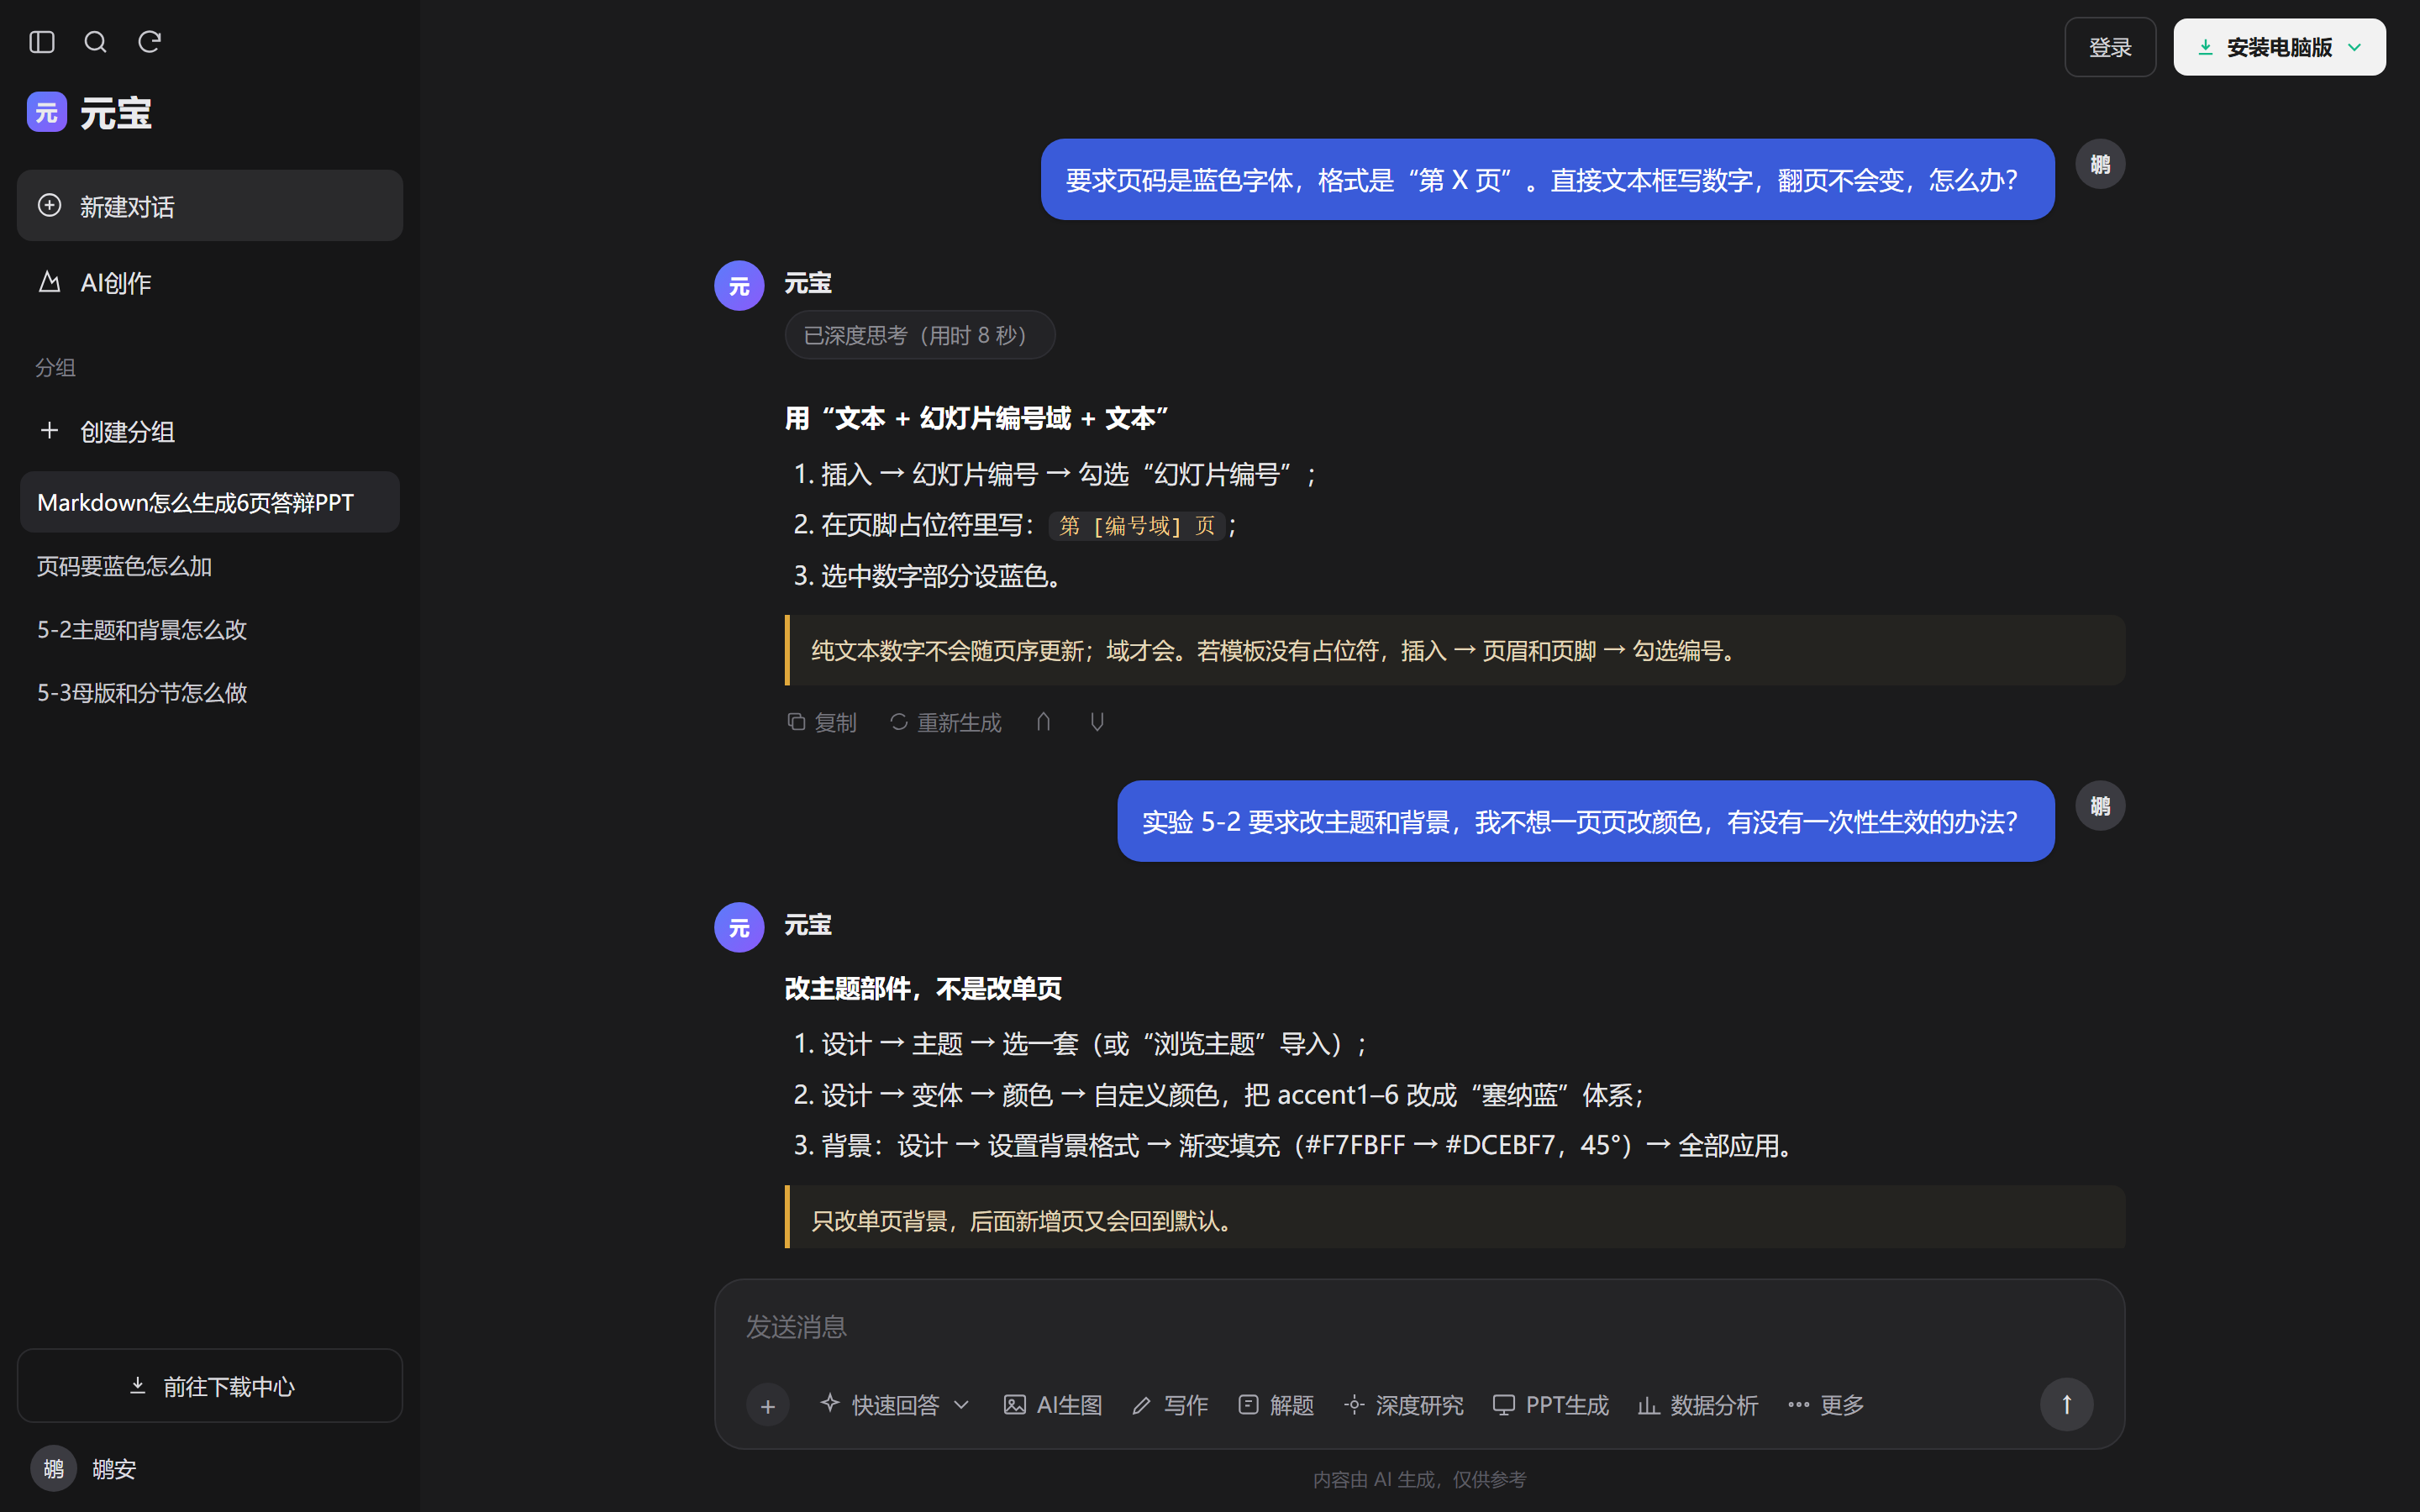 元 元宝
新建对话
AI创作
分组
创建分组
Markdown怎么生成6页答辩PPT
页码要蓝色怎么加
5-2主题和背景怎么改
5-3母版和分节怎么做
前往下载中心
鹕 鹕安
登录
安装电脑版
要求页码是蓝色字体，格式是“第 X 页”。直接文本框写数字，翻页不会变，怎么办？
鹕
元 元宝
已深度思考（用时 8 秒）
用“文本 + 幻灯片编号域 + 文本”
1. 插入 → 幻灯片编号 → 勾选“幻灯片编号”；
2. 在页脚占位符里写：第 [编号域] 页；
3. 选中数字部分设蓝色。
纯文本数字不会随页序更新；域才会。若模板没有占位符，插入 → 页眉和页脚 → 勾选编号。
复制 重新生成
实验 5-2 要求改主题和背景，我不想一页页改颜色，有没有一次性生效的办法？
鹕
元 元宝
改主题部件，不是改单页
1. 设计 → 主题 → 选一套（或“浏览主题”导入）；
2. 设计 → 变体 → 颜色 → 自定义颜色，把 accent1–6 改成“塞纳蓝”体系；
3. 背景：设计 → 设置背景格式 → 渐变填充（#F7FBFF → #DCEBF7，45°）→ 全部应用。
只改单页背景，后面新增页又会回到默认。
发送消息
快速回答 AI生图 写作 解题 深度研究 PPT生成 数据分析 更多
内容由 AI 生成，仅供参考